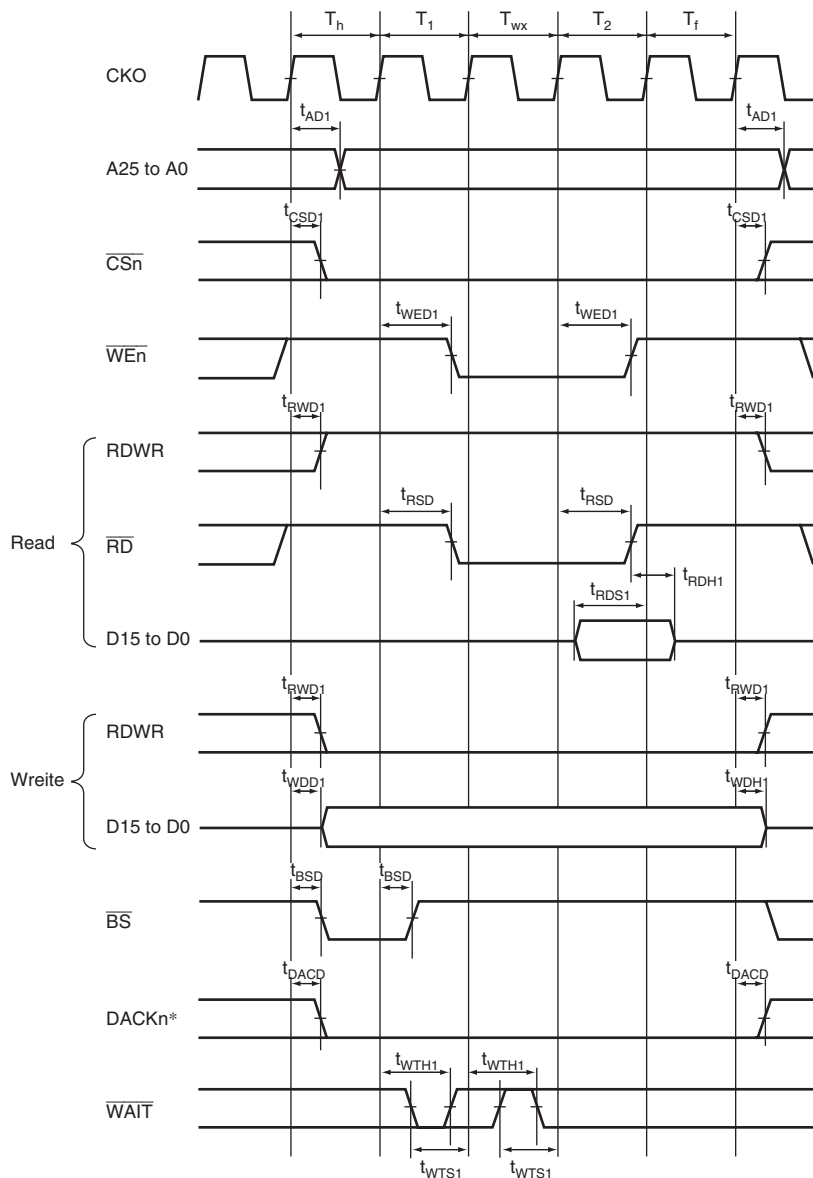 Th T1 Twx T2 Tf
CKO
tAD1 tAD1
A25 to A0
tCSD1 tCSD1
CSn
tWED1 tWED1
WEn
tRWD1 tRWD1
RDWR
tRSD tRSD
Read
RD
tRDH1
tRDS1
D15 to D0
tRWD1 tRWD1
RDWR
Wreite
tWDD1 tWDH1
D15 to D0
tBSD tBSD
BS
tDACD tDACD
DACKn*
tWTH1 tWTH1
WAIT
tWTS1 tWTS1